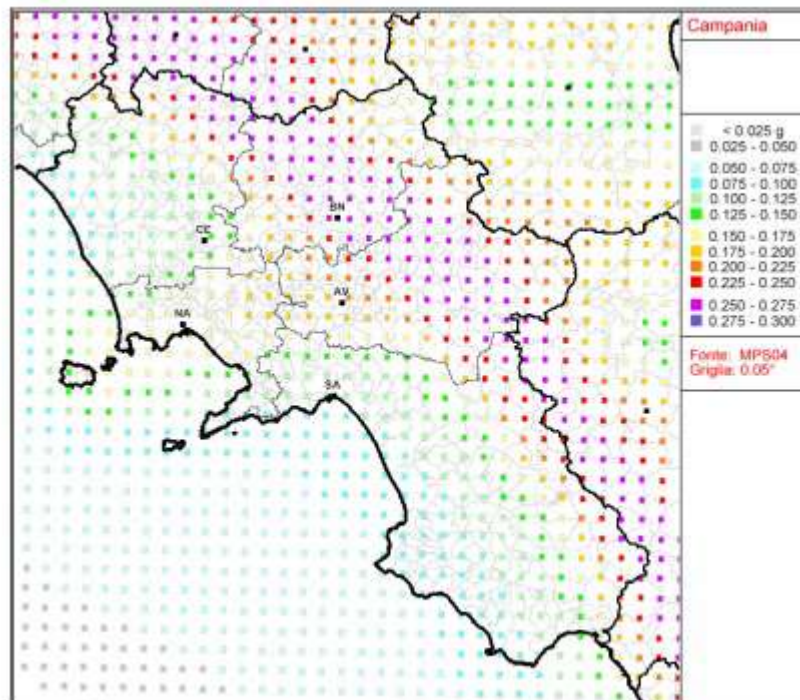 Campania
< 0.025 g
0.025 - 0.050
0.050 - 0.075
0.075 - 0.100
0.100 - 0.125
0.125 - 0.150
0.150 - 0.175
0.175 - 0.200
0.200 - 0.225
0.225 - 0.250
0.250 - 0.275
0.275 - 0.300
Fonte: MPS04
Griglia: 0.05°
BN
CE
AV
NA
SA